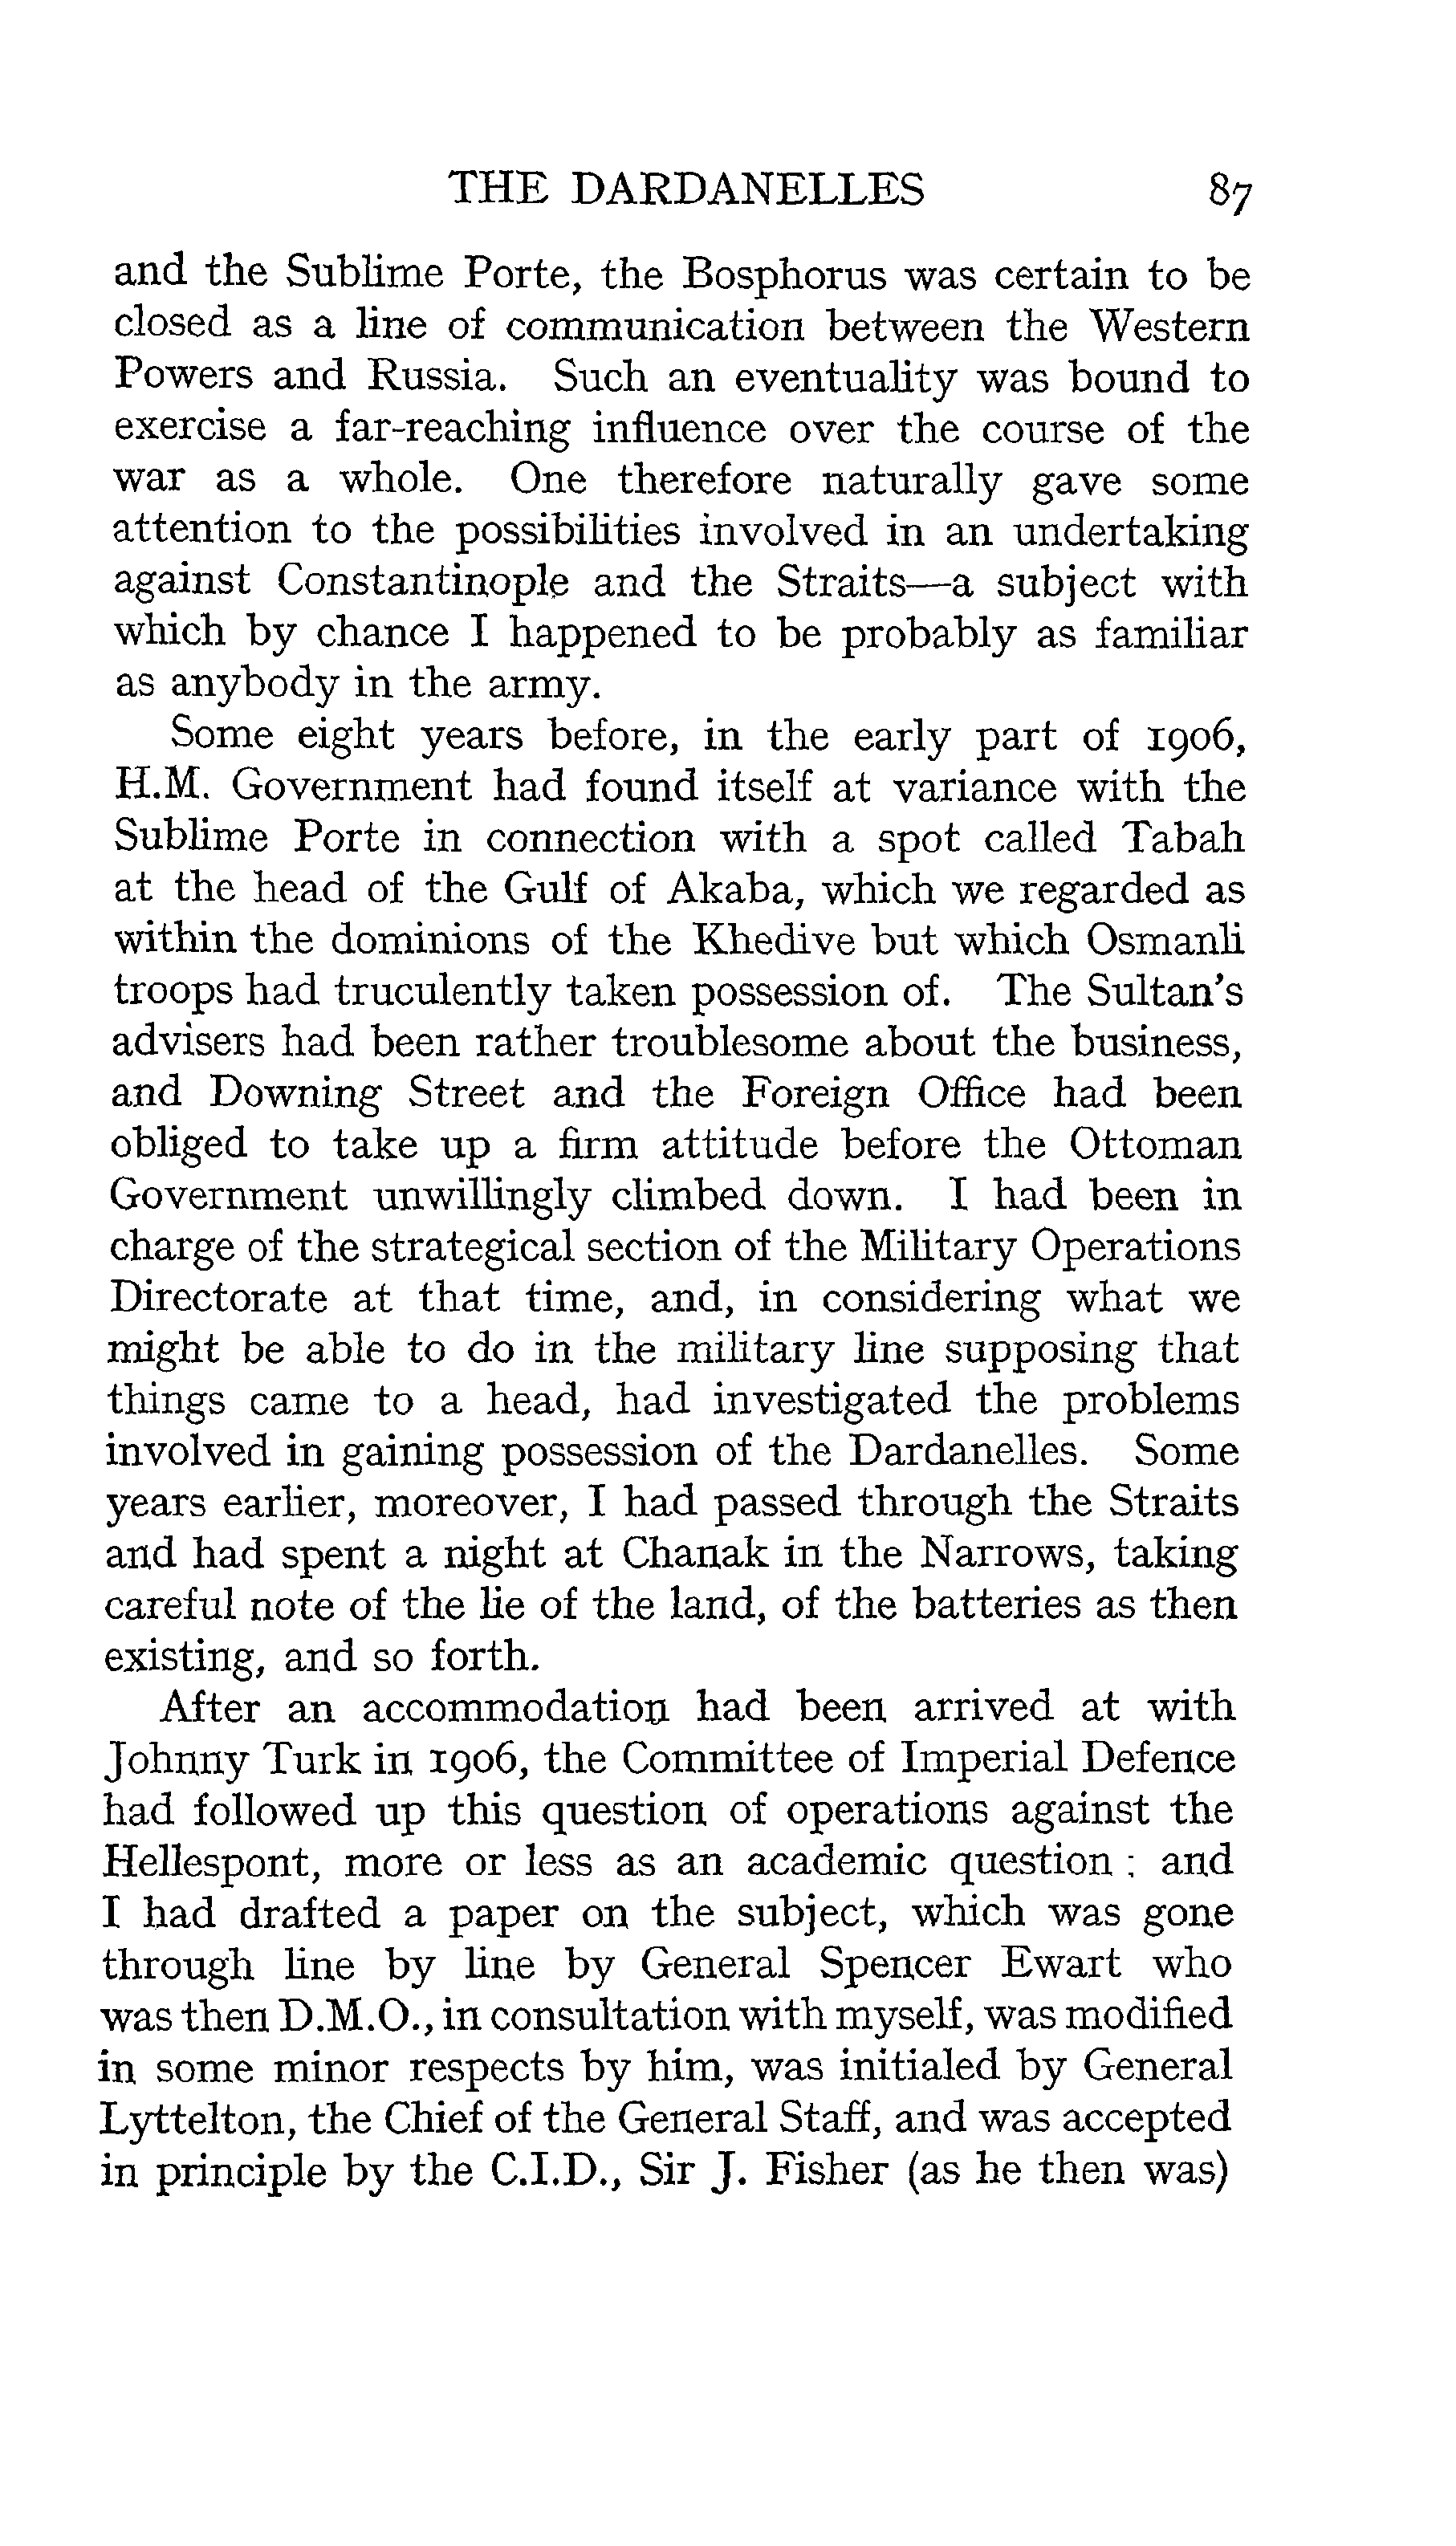 THE DARDANELLES 87
and the Sublime Porte, the Bosphorus was certain to be
closed as a line of communication between the Western
Powers and Russia. Such an eventuality was bound to
exercise a far-reaching influence over the course of the
war as a whole. One therefore naturally gave some
attention to the possibilities involved in an undertaking
against Constantinople and the Straits—a subject with
which by chance I happened to be probably as familiar
as anybody in the army.
Some eight years before, in the early part of 1906,
H.M. Government had found itself at variance with the
Sublime Porte in connection with a spot called Tabah
at the head of the Gulf of Akaba, which we regarded as
within the dominions of the Khedive but which Osmanli
troops had truculently taken possession of. The Sultan's
advisers had been rather troublesome about the business,
and Downing Street and the Foreign Office had been
obliged to take up a firm attitude before the Ottoman
Government unwillingly climbed down. I had been in
charge of the strategical section of the Military Operations
Directorate at that time, and, in considering what we
might be able to do in the military line supposing that
things came to a head, had investigated the problems
involved in gaining possession of the Dardanelles. Some
years earlier, moreover, I had passed through the Straits
and had spent a night at Chanak in the Narrows, taking
careful note of the lie of the land, of the batteries as then
existing, and so forth.
After an accommodation had been arrived at with
Johnny Turk in 1906, the Committee of Imperial Defence
had followed up this question of operations against the
Hellespont, more or less as an academic question ; and
I had drafted a paper on the subject, which was gone
through line by line by General Spencer Ewart who
was then D.M.O., in consultation with myself, was modified
in some minor respects by him, was initialed by General
Lyttelton, the Chief of the General Staff, and was accepted
in principle by the C.I.D., Sir J. Fisher (as he then was)